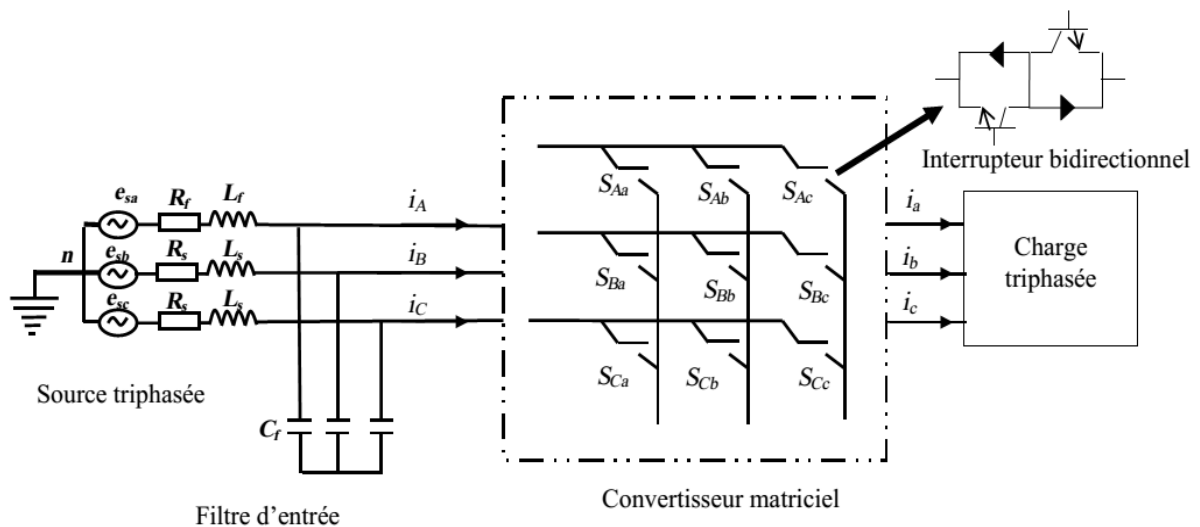 Interrupteur bidirectionnel
e_sa R_f L_f
n e_sb R_s L_s
e_sc R_s L_s
i_A
i_B
i_C
S_Aa S_Ab S_Ac
S_Ba S_Bb S_Bc
S_Ca S_Cb S_Cc
i_a
i_b
i_c
Charge
triphasée
Source triphasée
C_f
Filtre d'entrée
Convertisseur matriciel